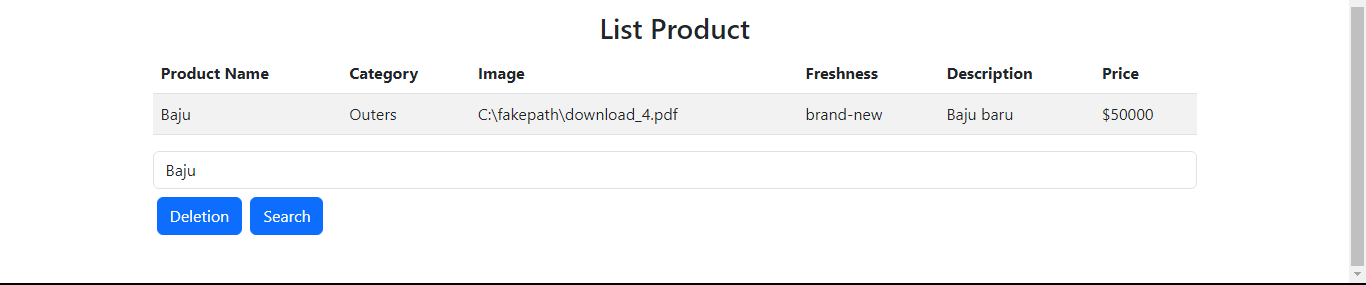 List Product
Product Name Category Image Freshness Description Price
Baju Outers C:\fakepath\download_4.pdf brand-new Baju baru $50000
Baju
Deletion Search